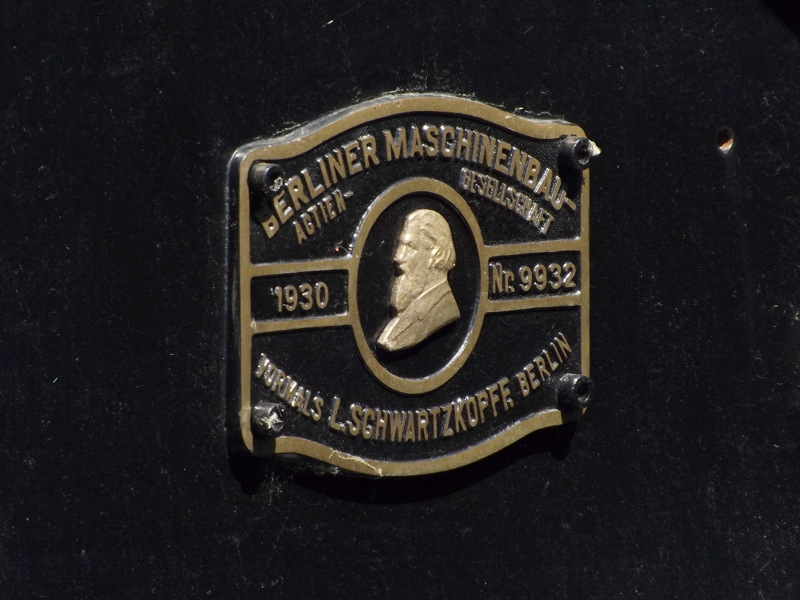 BERLINER MASCHINENBAU-
ACTIEN-
GESELLSCHAFT
1930
Nr. 9932
VORMALS L. SCHWARTZKOPFF, BERLIN